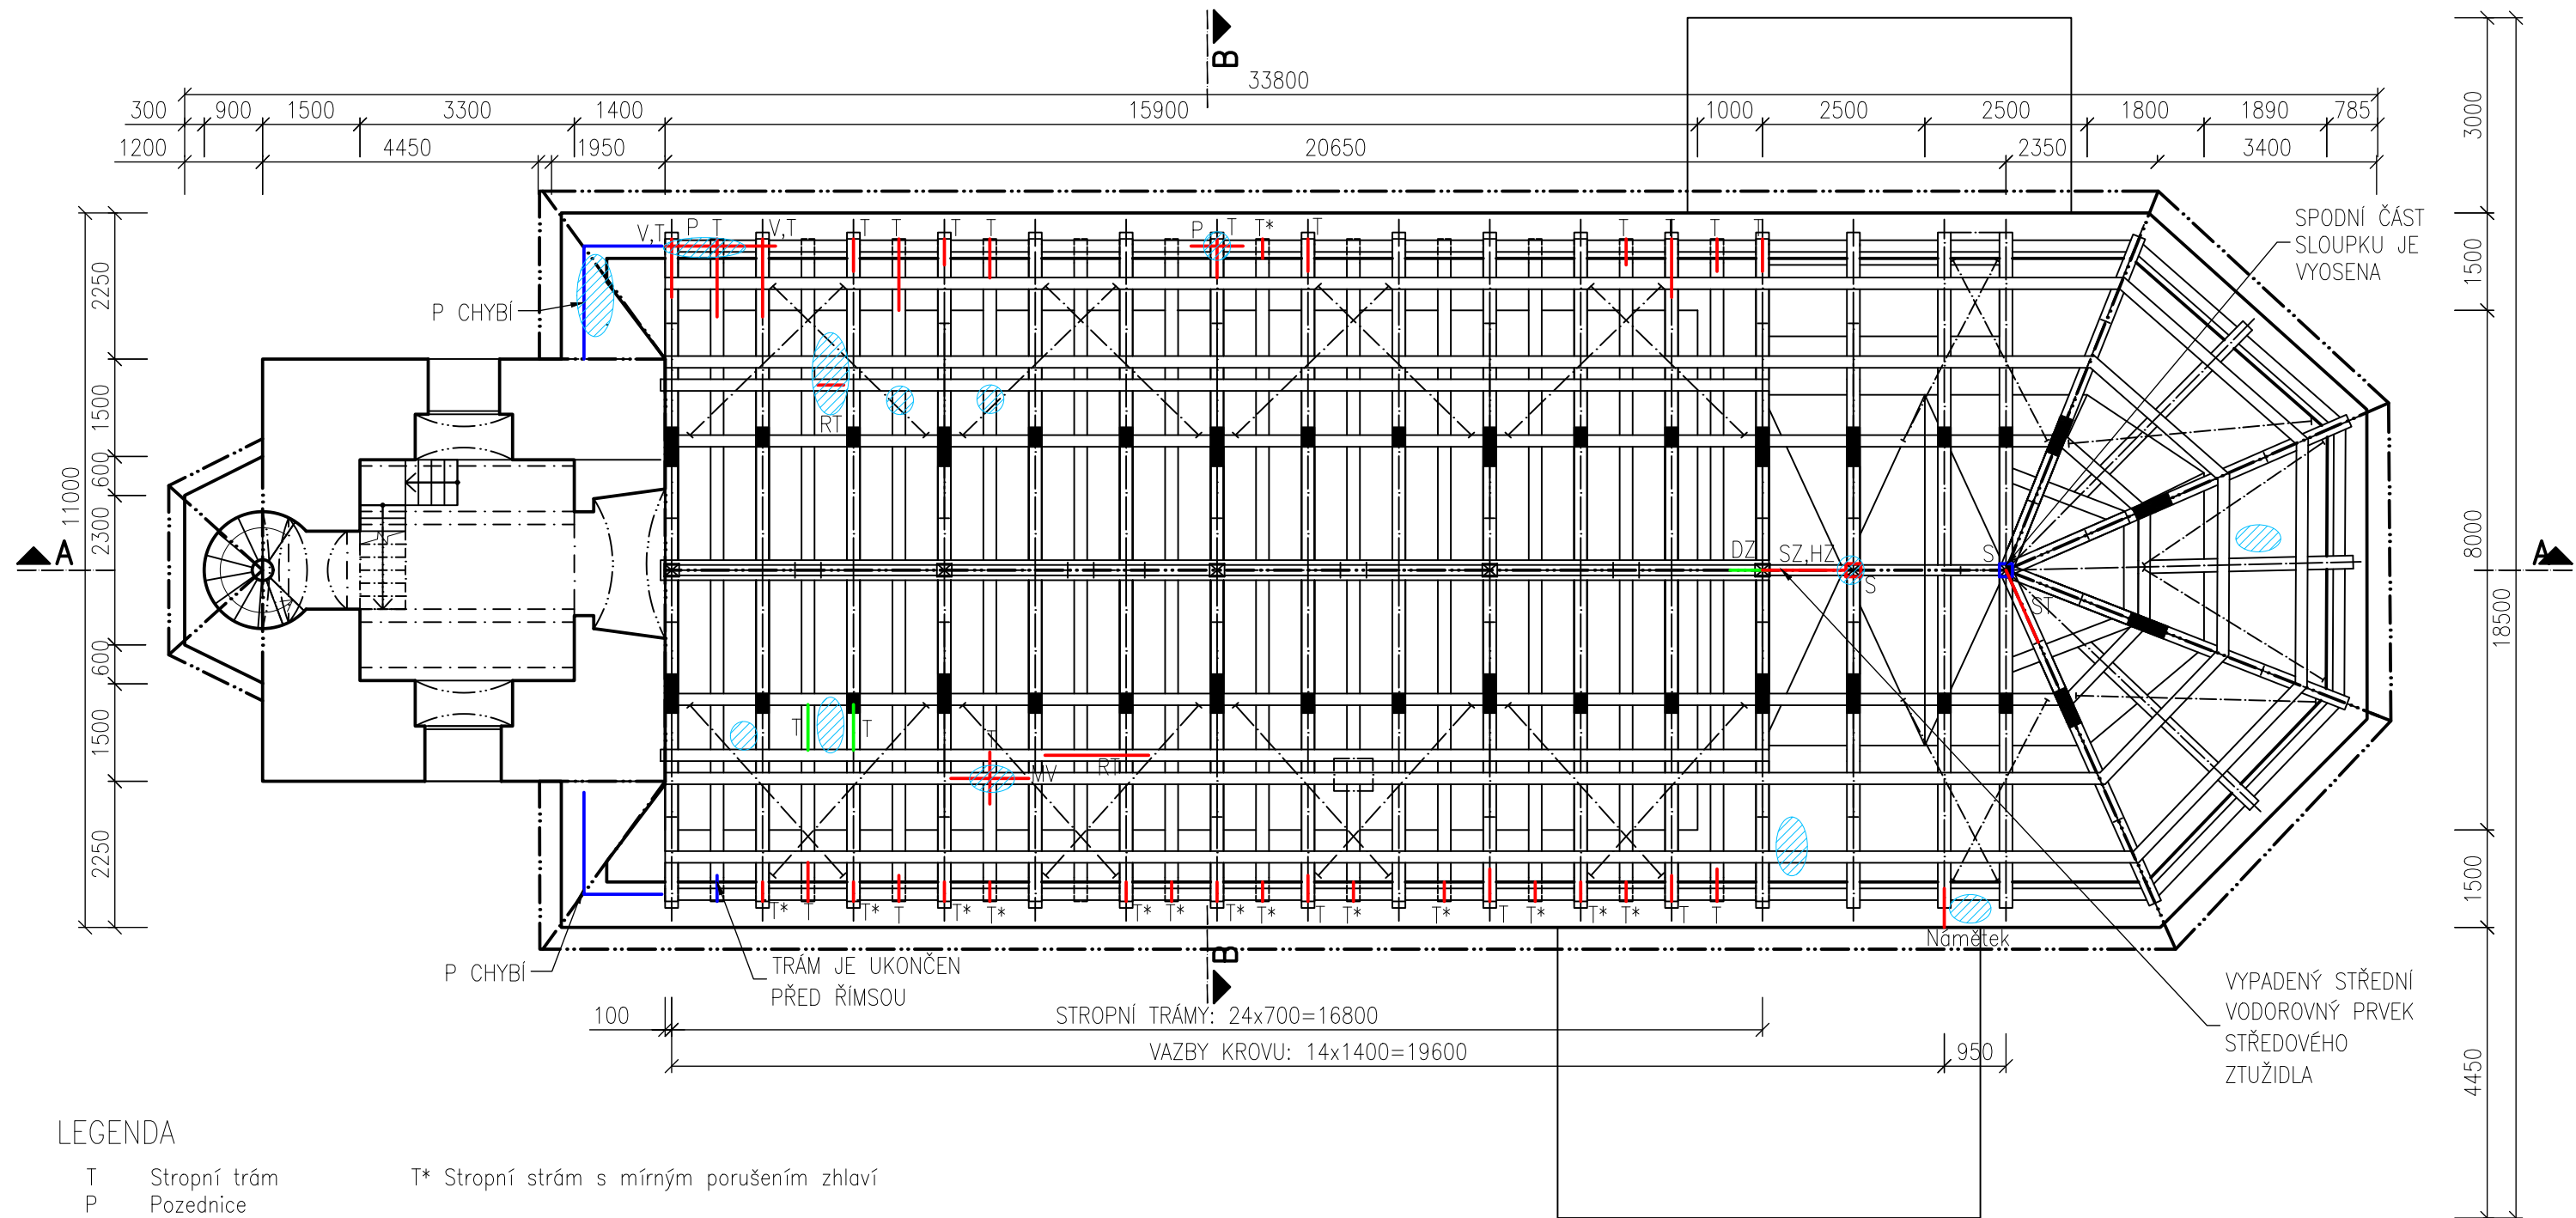 B
33800
300 900 1500 3300 1400 15900 1000 2500 2500 1800 1890 785
1200 4450 1950 20650 2350 3400
3000
SPODNÍ ČÁST
SLOUPKU JE
VYOSENA
V,T P T V,T T T T T P T T* T T T T T
2250
1500
P CHYBÍ
1500
RT
600
11000
2300
8000
A DZ SZ,HZ S S A
ST
18500
600
1500
T T T
MV RT
2250
1500
T* T T* T T* T* T* T* T* T* T T* T* T T* T* T* T T
Námětek
P CHYBÍ
TRÁM JE UKONČEN
PŘED ŘÍMSOU
B
VYPADENÝ STŘEDNÍ
VODOROVNÝ PRVEK
STŘEDOVÉHO
ZTUŽIDLA
100 STROPNÍ TRÁMY: 24x700=16800
VAZBY KROVU: 14x1400=19600 950
4450
LEGENDA
T Stropní trám T* Stropní strám s mírným porušením zhlaví
P Pozednice